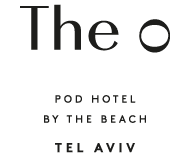 The o
POD HOTEL
BY THE BEACH
TEL AVIV